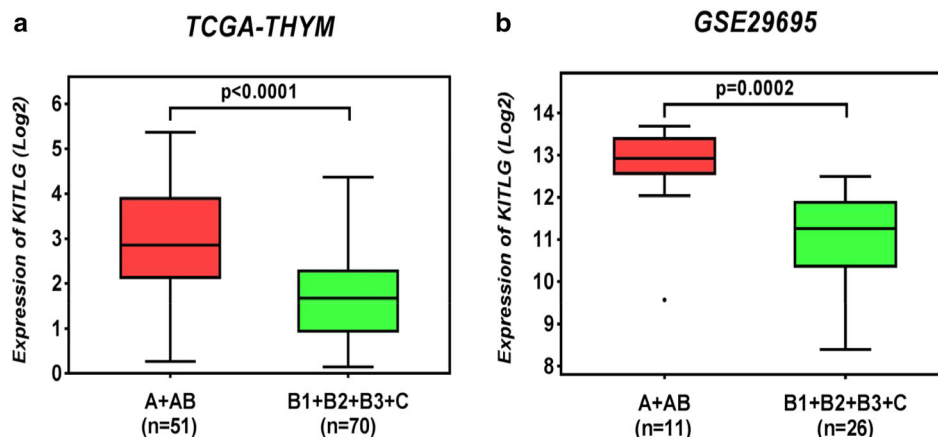 a
TCGA-THYM
Expression of KITLG (Log2)
6
5
4
3
2
1
0
p<0.0001
A+AB
(n=51)
B1+B2+B3+C
(n=70)
b
GSE29695
Expression of KITLG (Log2)
14
13
12
11
10
9
8
p=0.0002
A+AB
(n=11)
B1+B2+B3+C
(n=26)